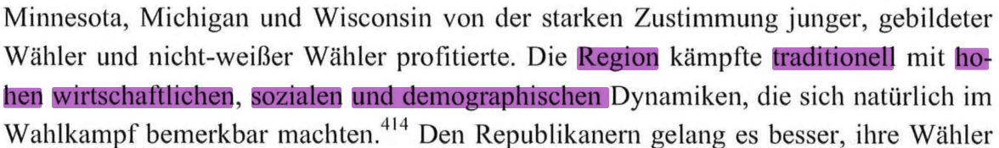 Minnesota, Michigan und Wisconsin von der starken Zustimmung junger, gebildeter
Wähler und nicht-weißer Wähler profitierte. Die Region kämpfte traditionell mit ho-
hen wirtschaftlichen, sozialen und demographischen Dynamiken, die sich natürlich im
Wahlkampf bemerkbar machten.414 Den Republikanern gelang es besser, ihre Wähler